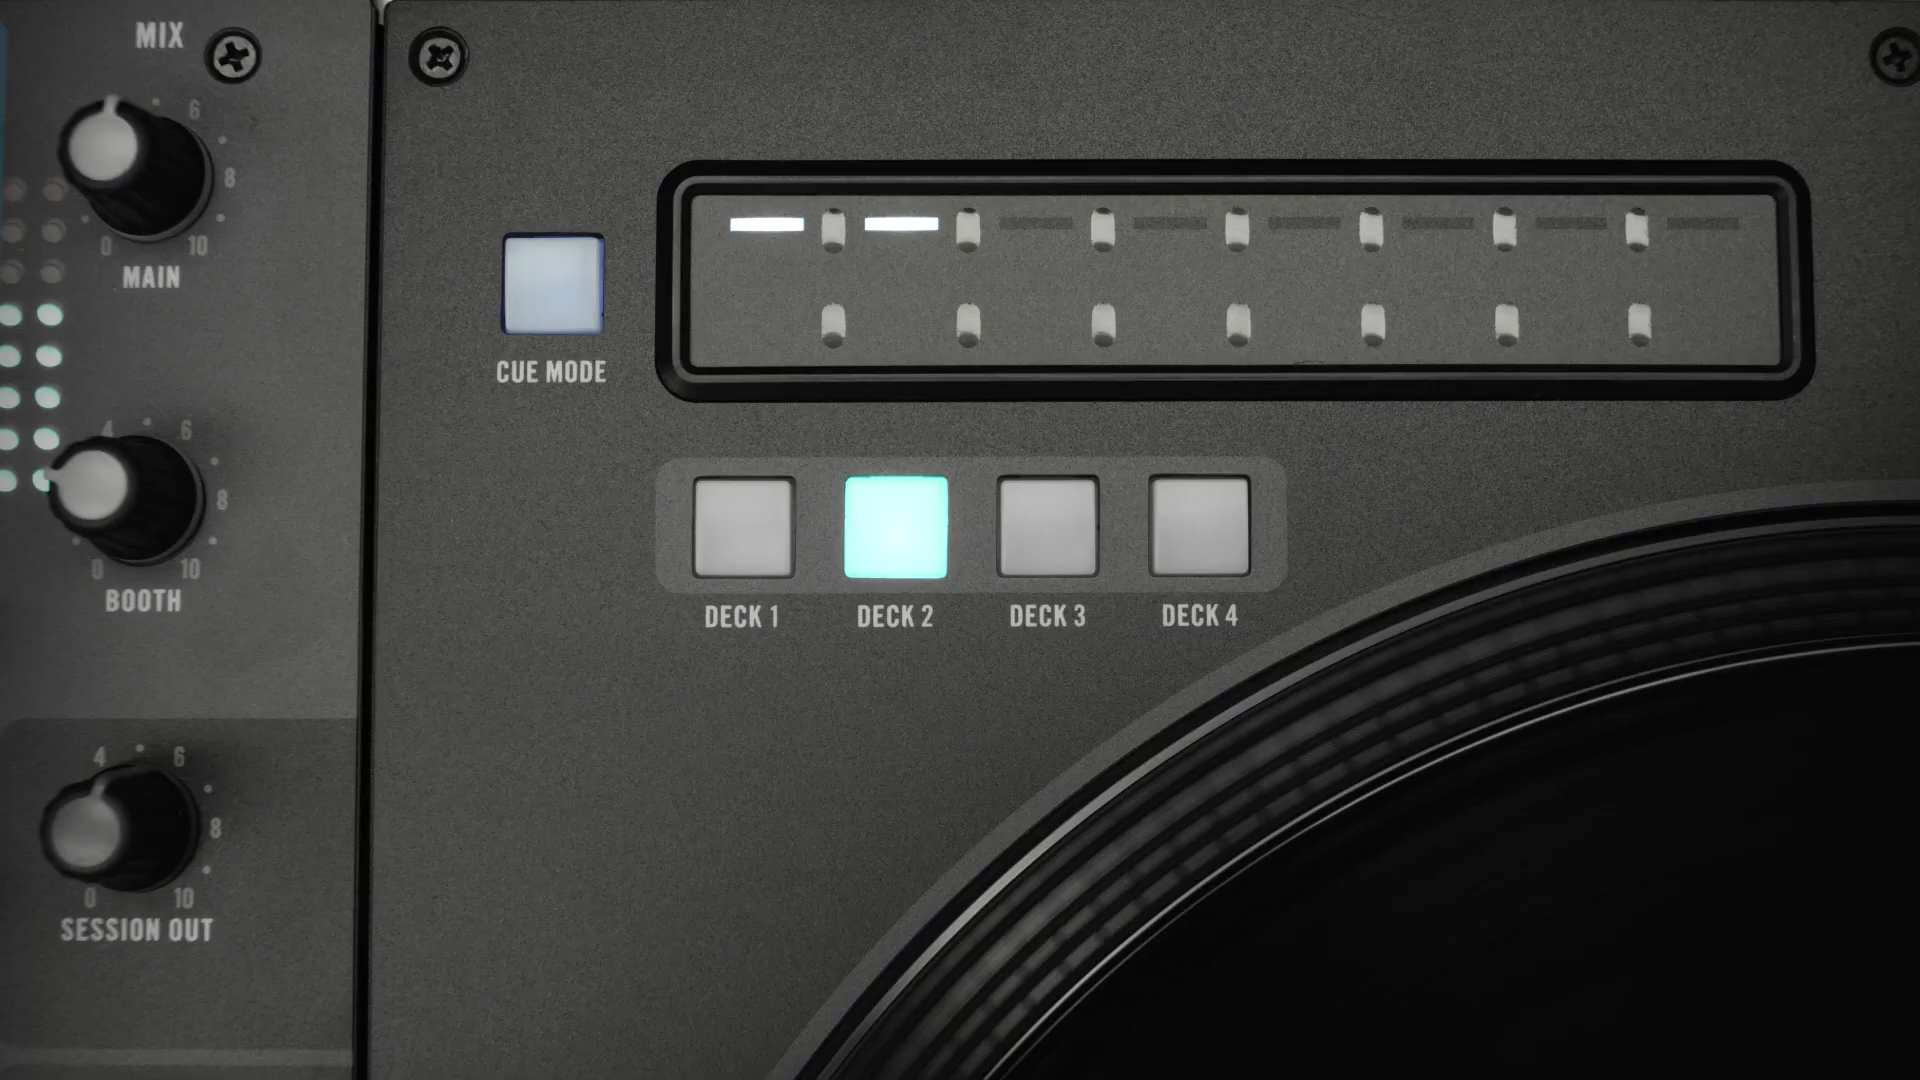 MIX
6
8
0 10
MAIN
CUE MODE
4 6
8
0 10
BOOTH
DECK 1 DECK 2 DECK 3 DECK 4
4 6
8
0 10
SESSION OUT